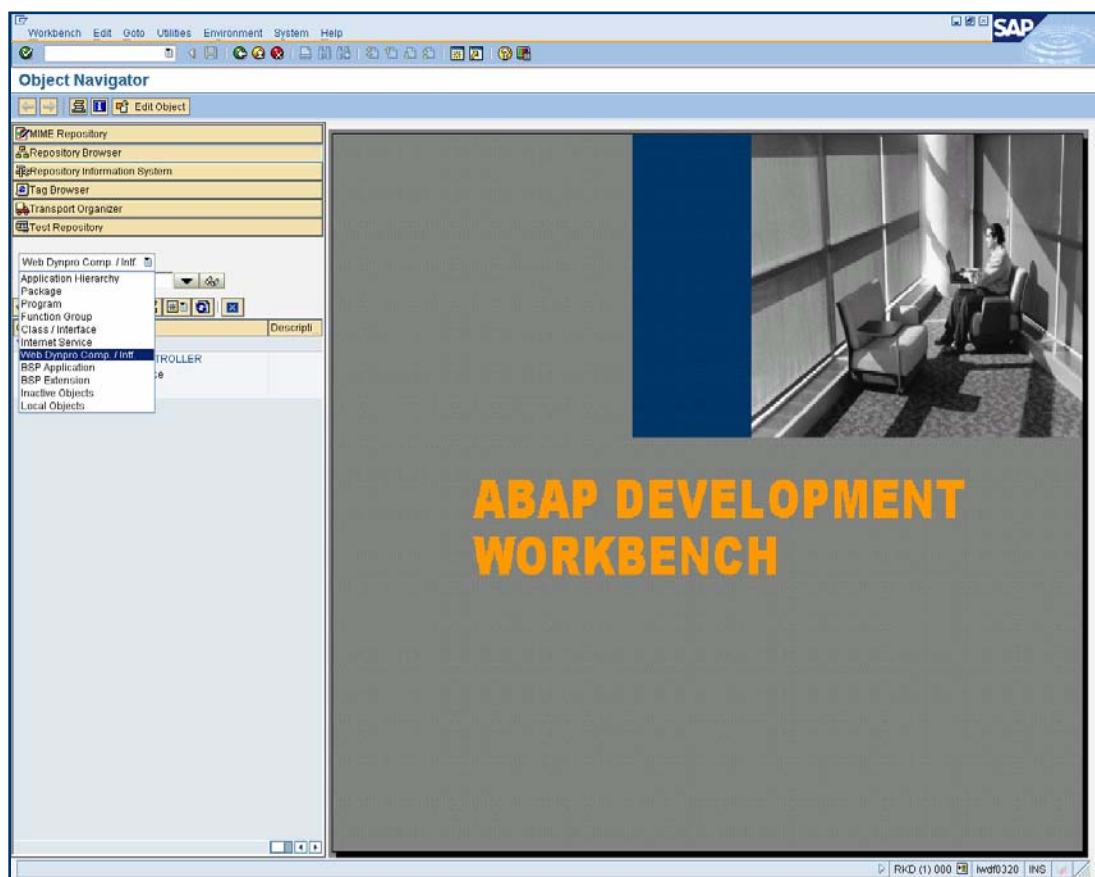 Workbench Edit Goto Utilities Environment System Help
SAP
Object Navigator
Edit Object
MIME Repository
Repository Browser
Repository Information System
Tag Browser
Transport Organizer
Test Repository
Web Dynpro Comp. / Intf.
Application Hierarchy
Package
Program
Function Group
Class / Interface
Descripti
Internet Service
Web Dynpro Comp. / Intf.
TROLLER
BSP Application
BSP Extension
Inactive Objects
Local Objects
ABAP DEVELOPMENT
WORKBENCH
RKD (1) 000 iwdf0320 INS